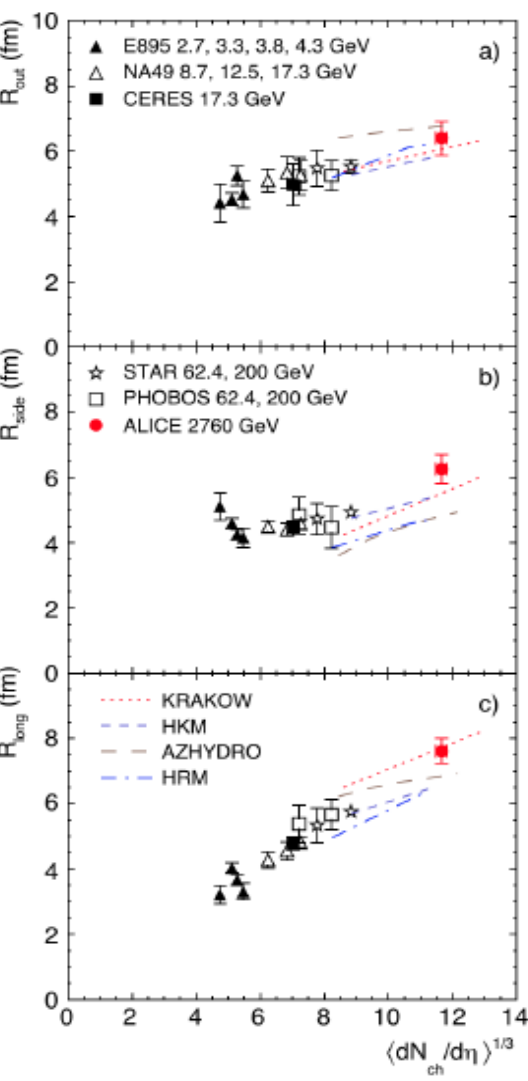 R_out (fm)
10
8
6
4
2
0
E895 2.7, 3.3, 3.8, 4.3 GeV
NA49 8.7, 12.5, 17.3 GeV
CERES 17.3 GeV
a)
R_side (fm)
8
6
4
2
0
STAR 62.4, 200 GeV
PHOBOS 62.4, 200 GeV
ALICE 2760 GeV
b)
R_long (fm)
8
6
4
2
0
KRAKOW
HKM
AZHYDRO
HRM
c)
0 2 4 6 8 10 12 14
⟨dN_ch/dη⟩^1/3